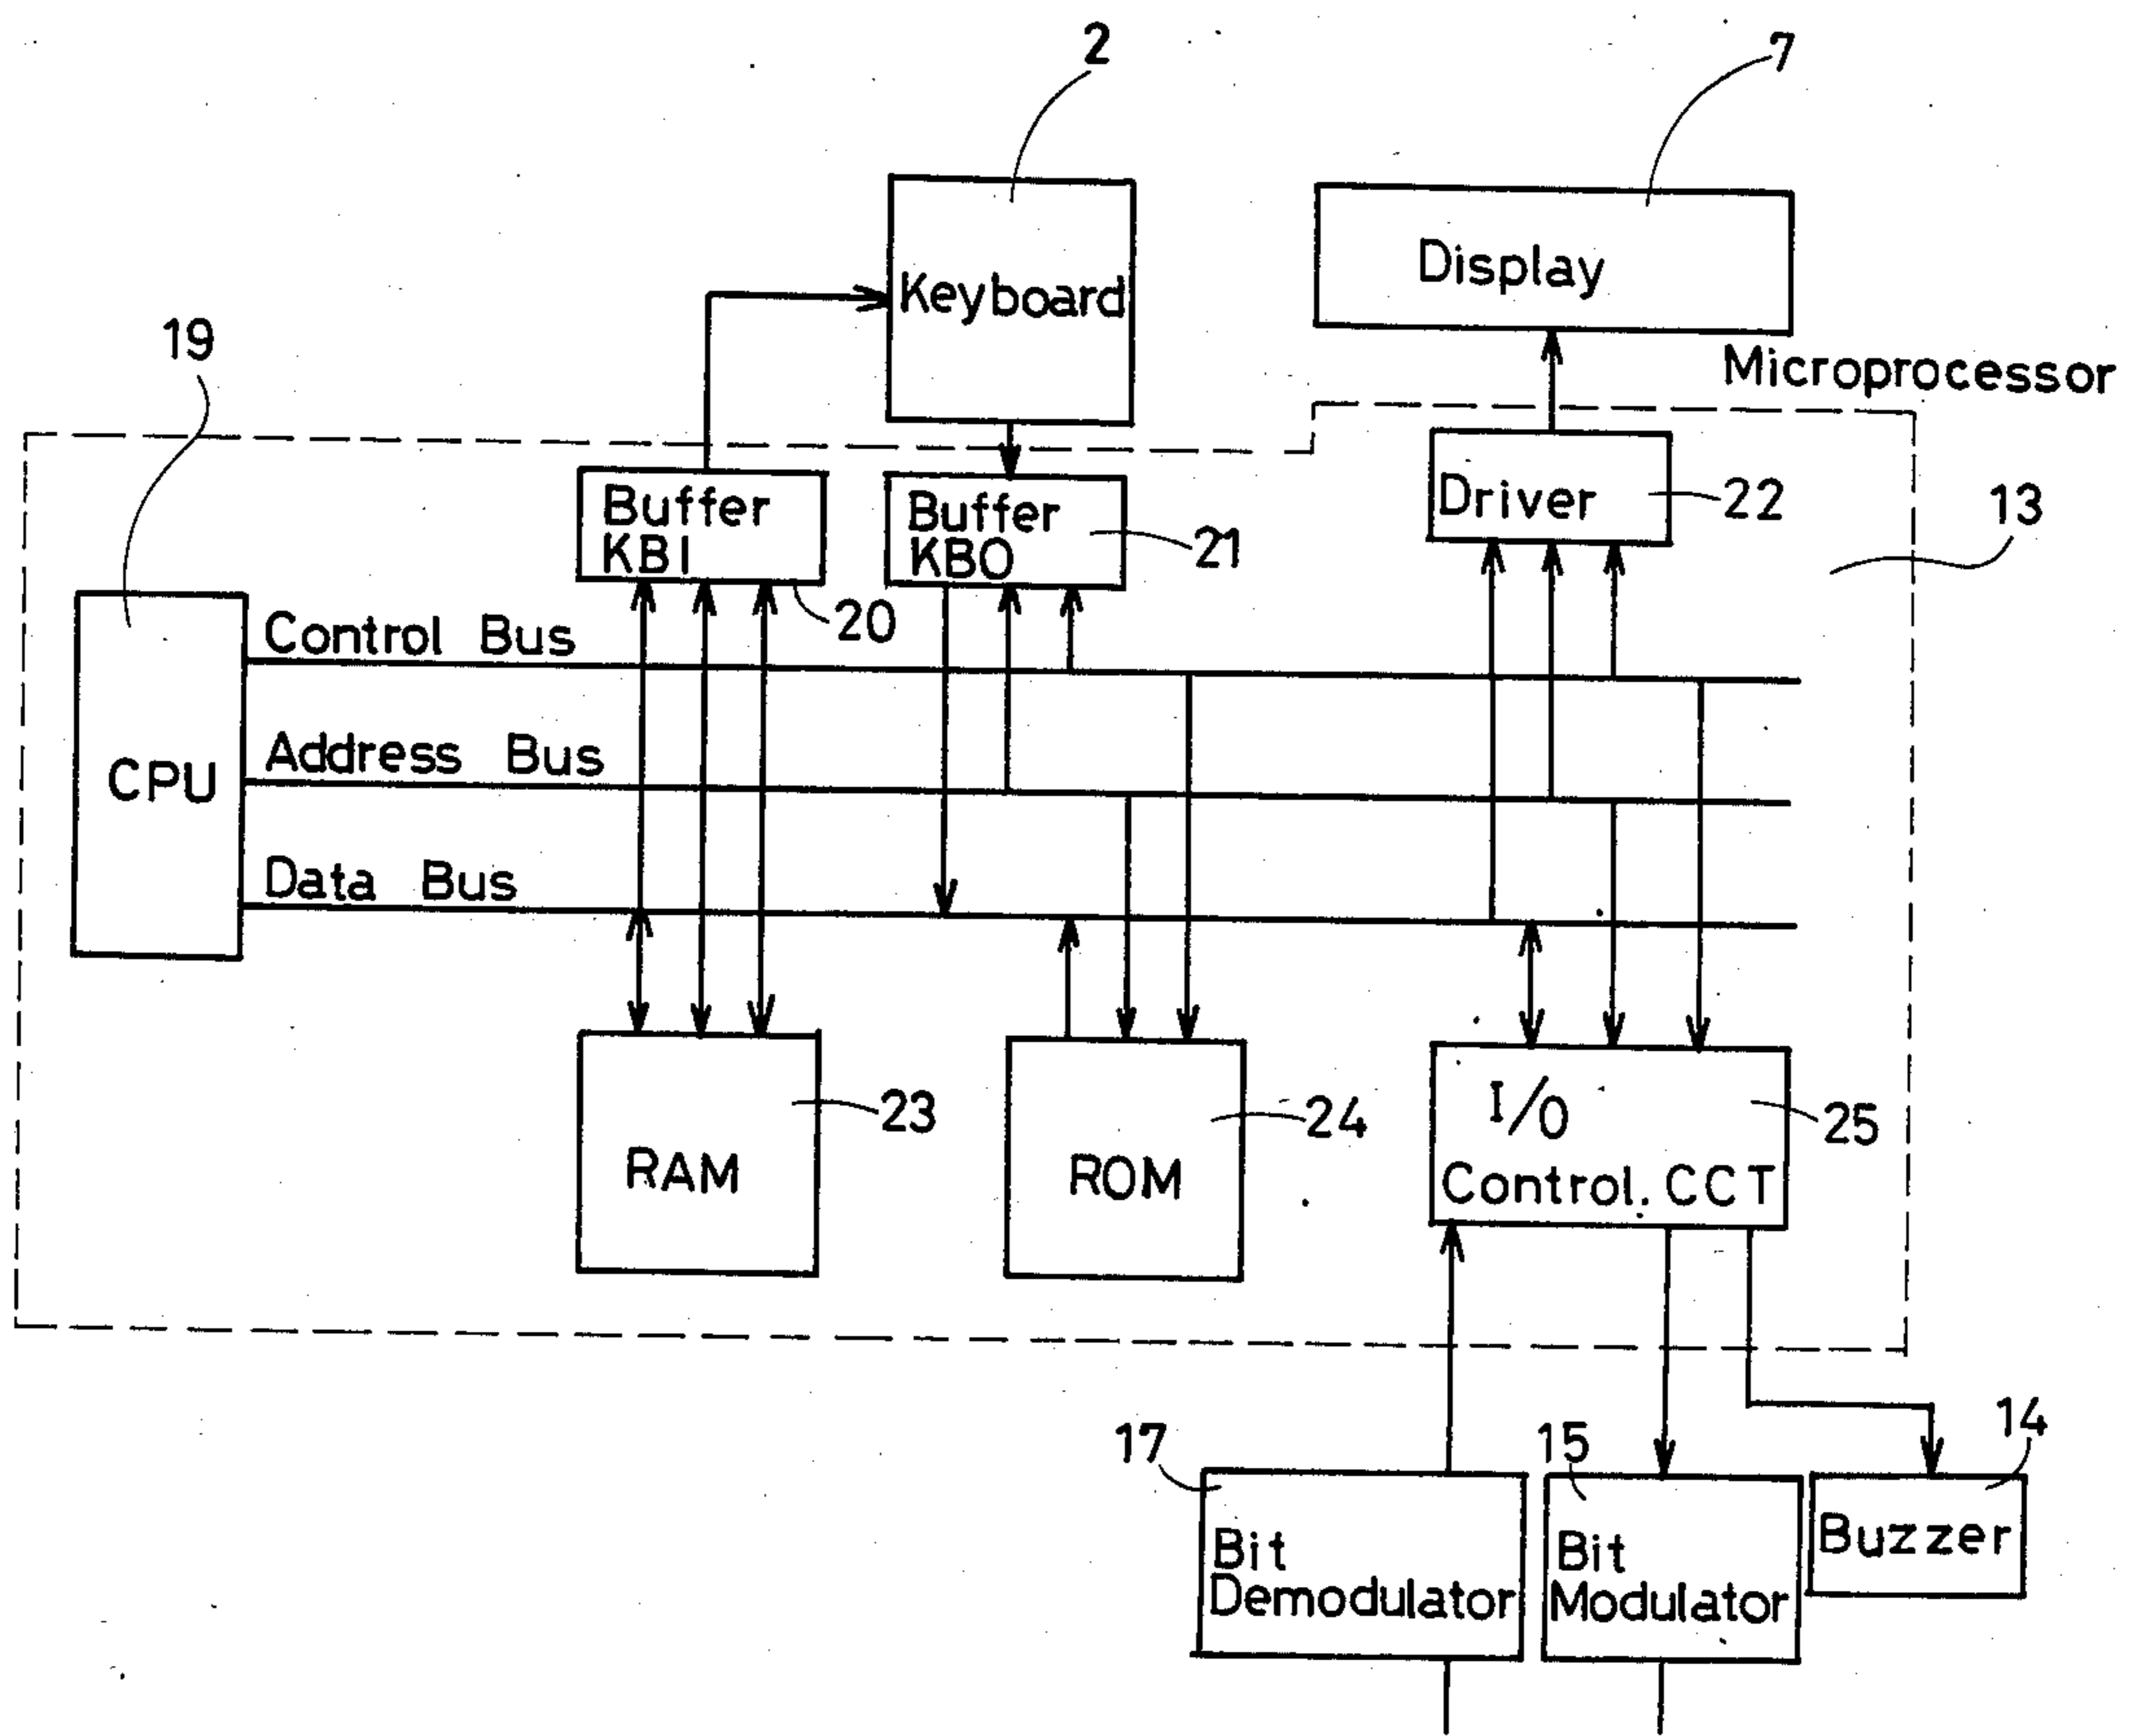 2
7
Keyboard
Display
19
Microprocessor
Buffer
KBI
Buffer
KBO
21
Driver
22
13
20
Control Bus
CPU
Address Bus
Data Bus
RAM
23
ROM
24
I/O
Control. CCT
25
17
15
14
Bit
Demodulator
Bit
Modulator
Buzzer